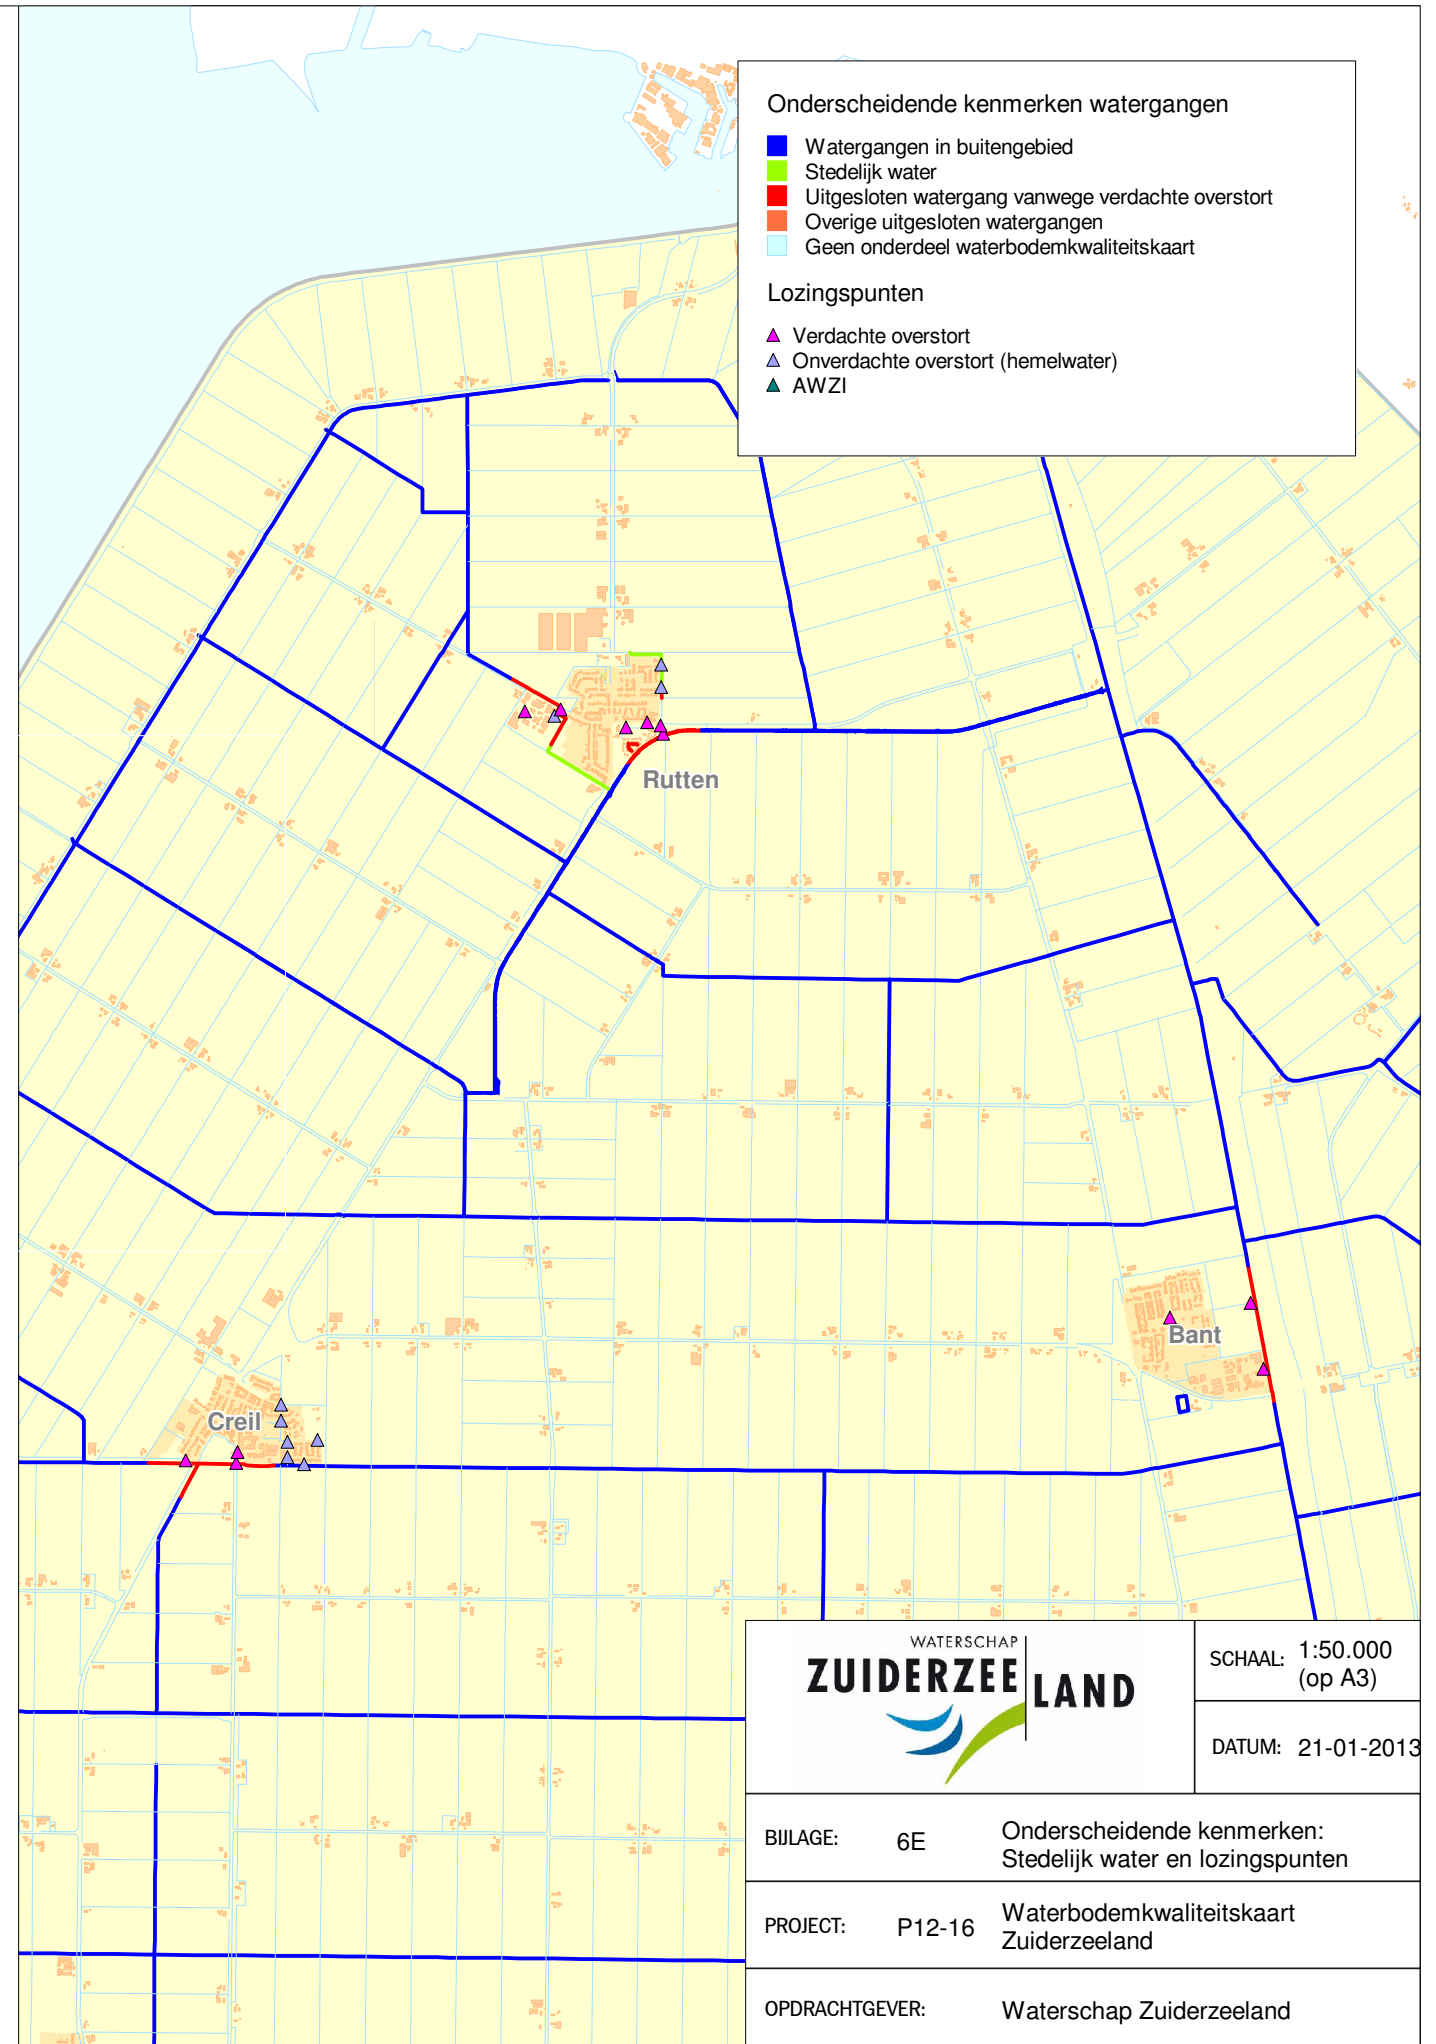 Onderscheidende kenmerken watergangen
Watergangen in buitengebied
Stedelijk water
Uitgesloten watergang vanwege verdachte overstort
Overige uitgesloten watergangen
Geen onderdeel waterbodemkwaliteitskaart
Lozingspunten
Verdachte overstort
Onverdachte overstort (hemelwater)
AWZI
Rutten
Bant
Creil
WATERSCHAP
ZUIDERZEELAND
SCHAAL: 1:50.000
(op A3)
DATUM: 21-01-2013
BIJLAGE: 6E Onderscheidende kenmerken:
Stedelijk water en lozingspunten
PROJECT: P12-16 Waterbodemkwaliteitskaart
Zuiderzeeland
OPDRACHTGEVER: Waterschap Zuiderzeeland